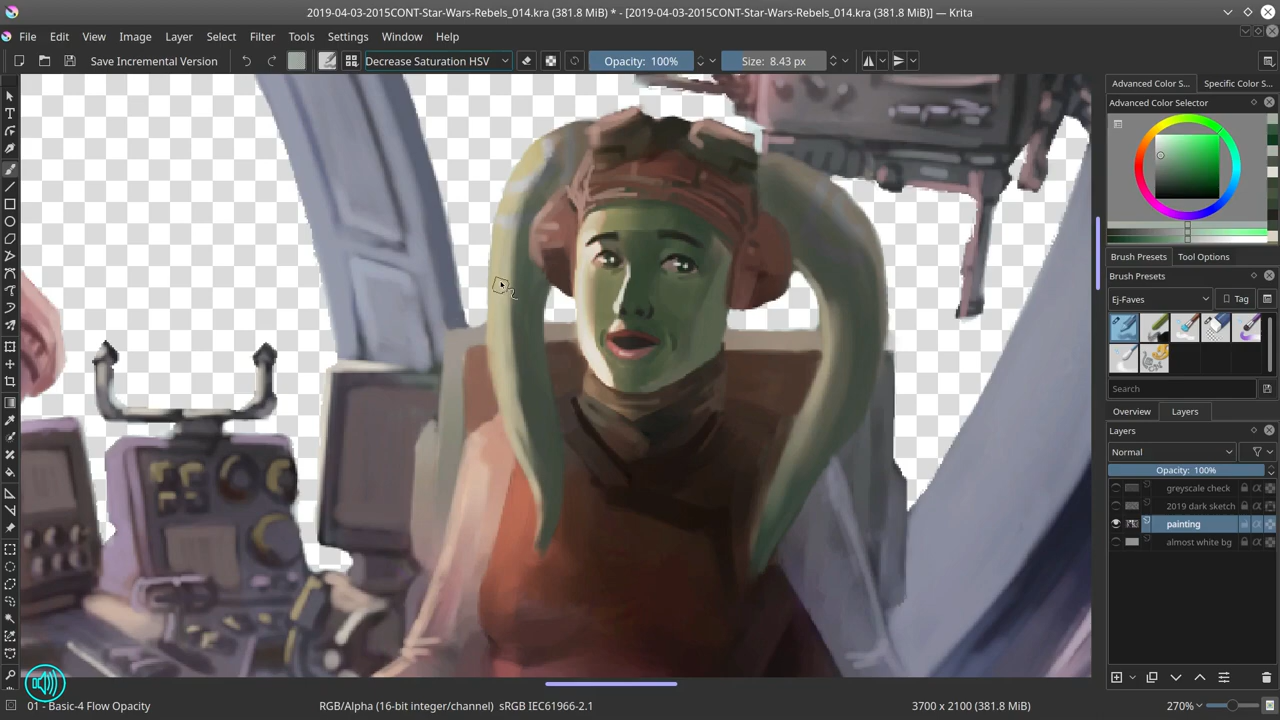 2019-04-03-2015CONT-Star-Wars-Rebels_014.kra (381.8 MiB) * - [2019-04-03-2015CONT-Star-Wars-Rebels_014.kra (381.8 MiB)] — Krita
File Edit View Image Layer Select Filter Tools Settings Window Help
Save Incremental Version Decrease Saturation HSV Opacity: 100% Size: 8.43 px
Advanced Color S... Specific Color S...
Advanced Color Selector
Brush Presets Tool Options
Brush Presets
Ej-Faves Tag
Search
Overview Layers
Layers
Normal
Opacity: 100%
greyscale check
2019 dark sketch
painting
almost white bg
01 - Basic-4 Flow Opacity RGB/Alpha (16-bit integer/channel) sRGB IEC61966-2.1 3700 x 2100 (381.8 MiB) 270%